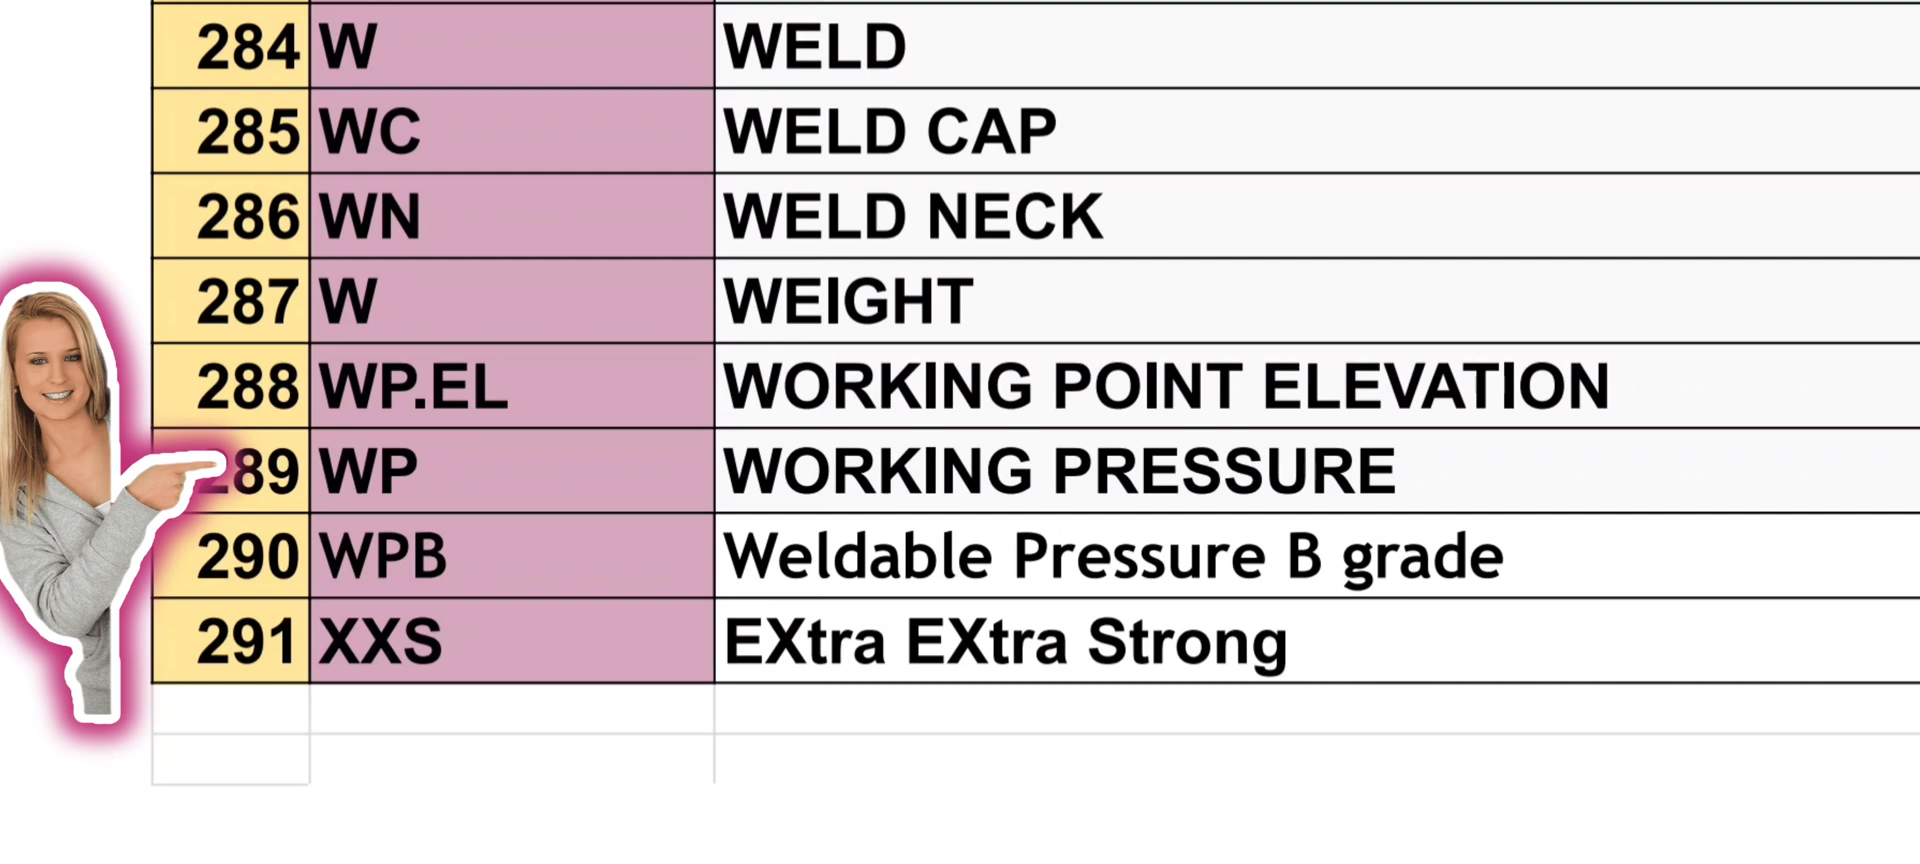 284 W WELD
285 WC WELD CAP
286 WN WELD NECK
287 W WEIGHT
288 WP.EL WORKING POINT ELEVATION
89 WP WORKING PRESSURE
290 WPB Weldable Pressure B grade
291 XXS EXtra EXtra Strong